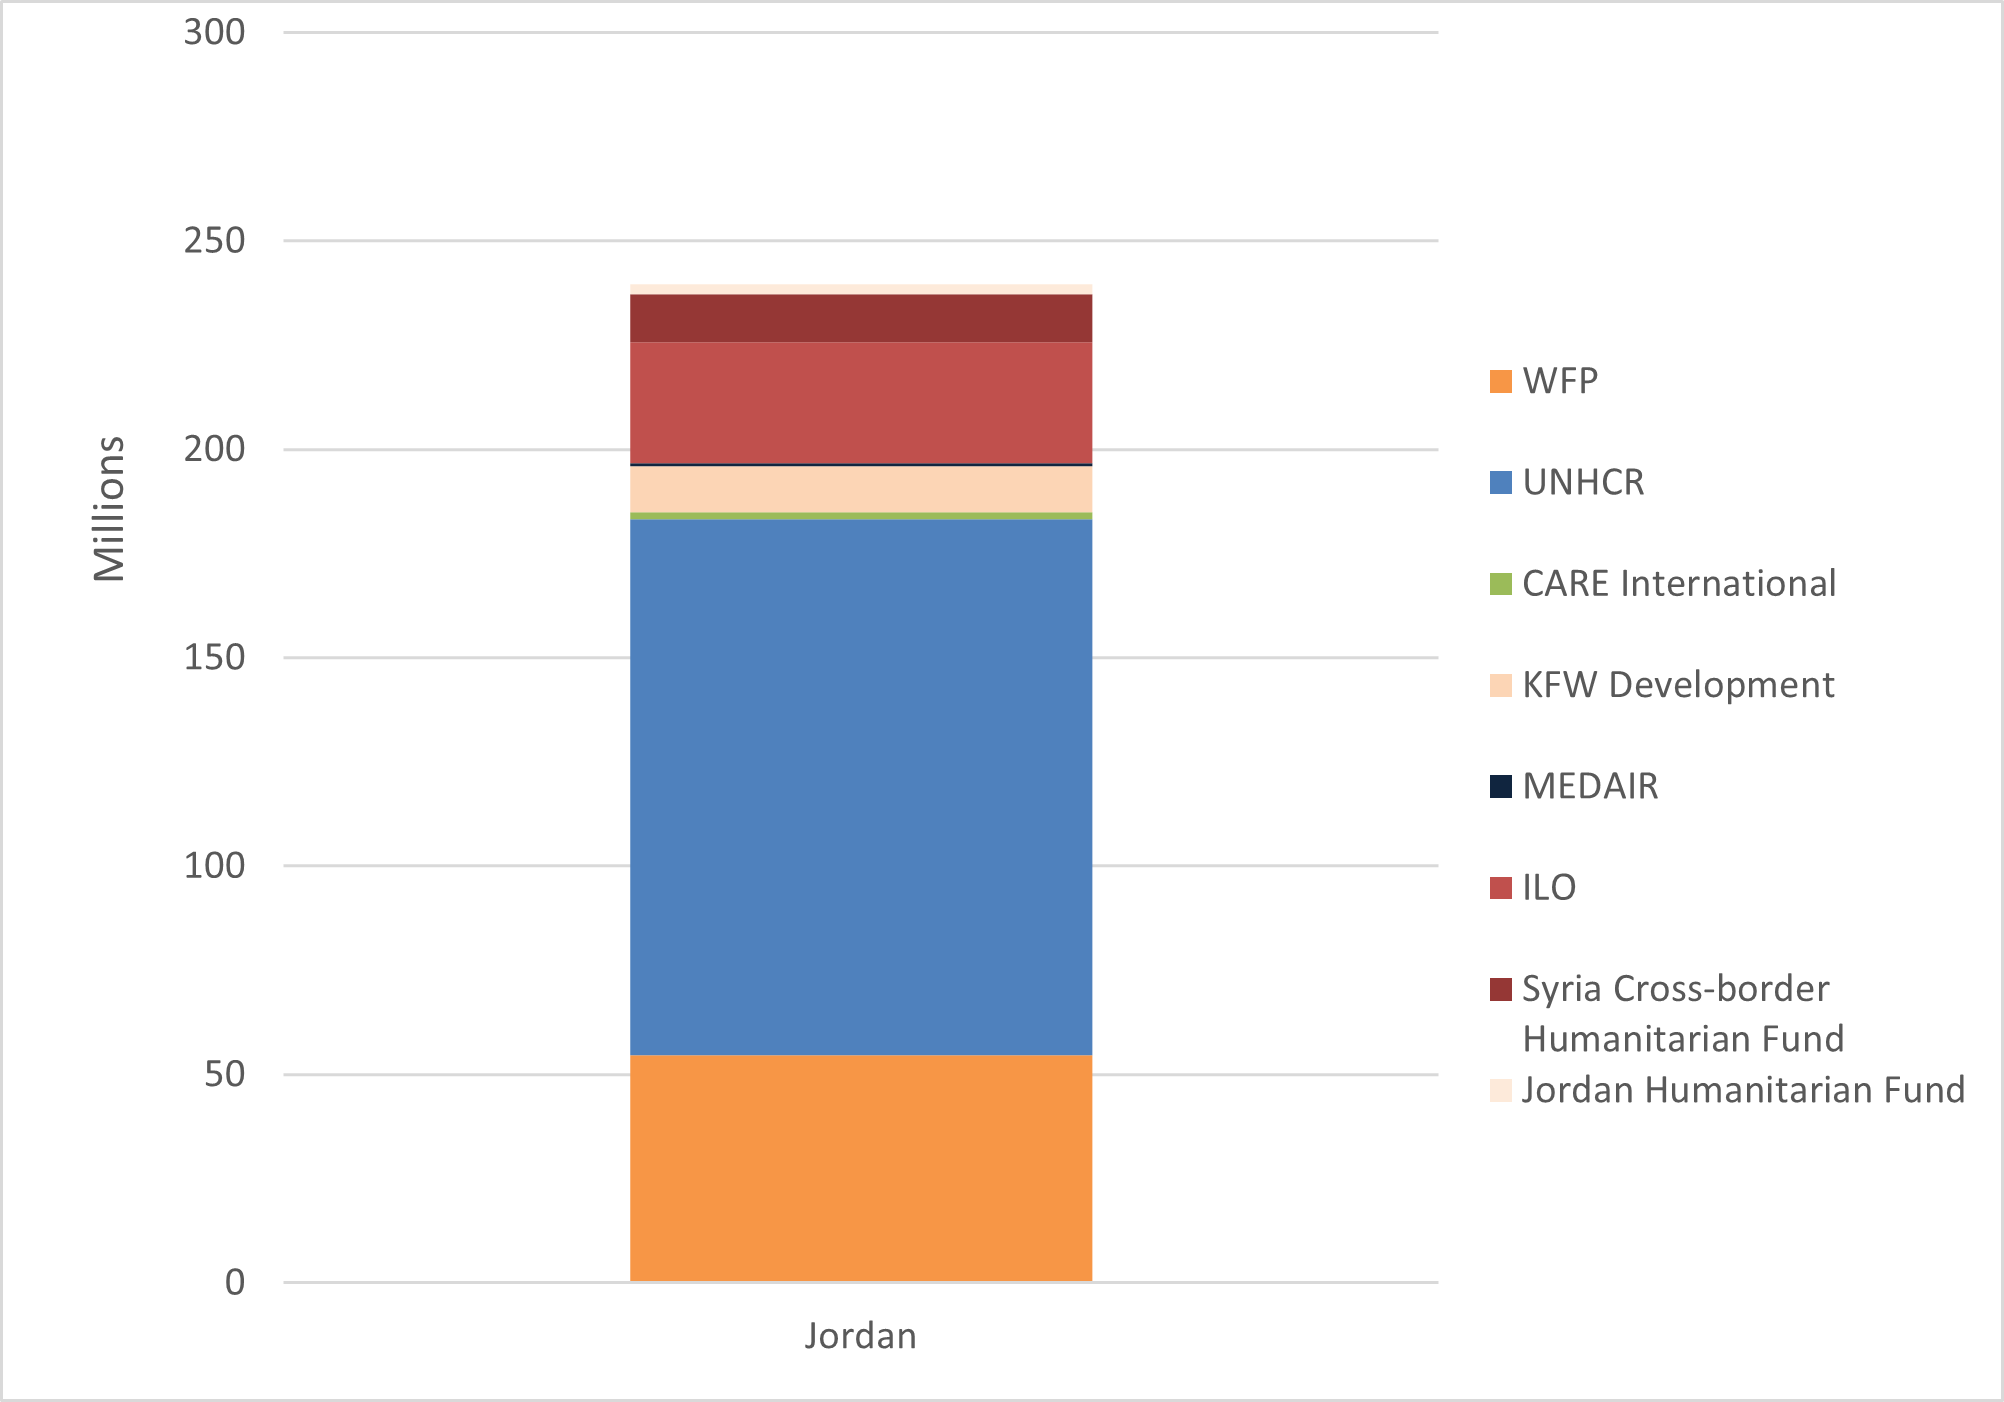 300
250
200
150
100
50
0
Millions
Jordan
WFP
UNHCR
CARE International
KFW Development
MEDAIR
ILO
Syria Cross-border
Humanitarian Fund
Jordan Humanitarian Fund